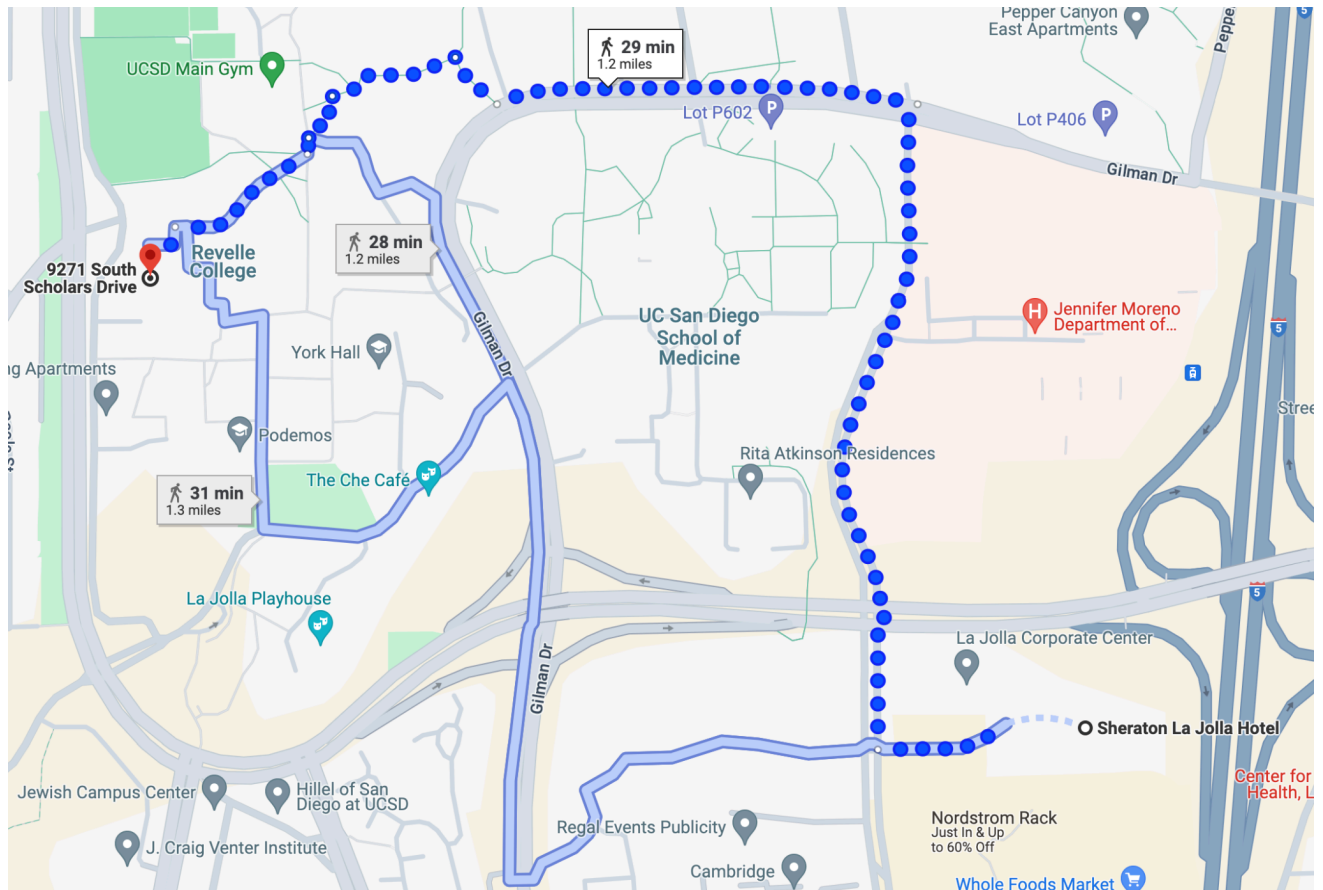 Pepper Canyon
East Apartments
5
29 min
1.2 miles
UCSD Main Gym
Lot P602
P
Lot P406
P
Gilman Dr
28 min
1.2 miles
Revelle
College
9271 South
Scholars Drive
UC San Diego
School of
Medicine
H
Jennifer Moreno
Department of...
5
York Hall
Gilman Dr
Apartments
Podemos
Rita Atkinson Residences
The Che Café
31 min
1.3 miles
La Jolla Playhouse
5
La Jolla Corporate Center
Gilman Dr
Sheraton La Jolla Hotel
Jewish Campus Center
Hillel of San
Diego at UCSD
Center for
Health, L
J. Craig Venter Institute
Regal Events Publicity
Nordstrom Rack
Just In & Up
to 60% Off
Cambridge
Whole Foods Market